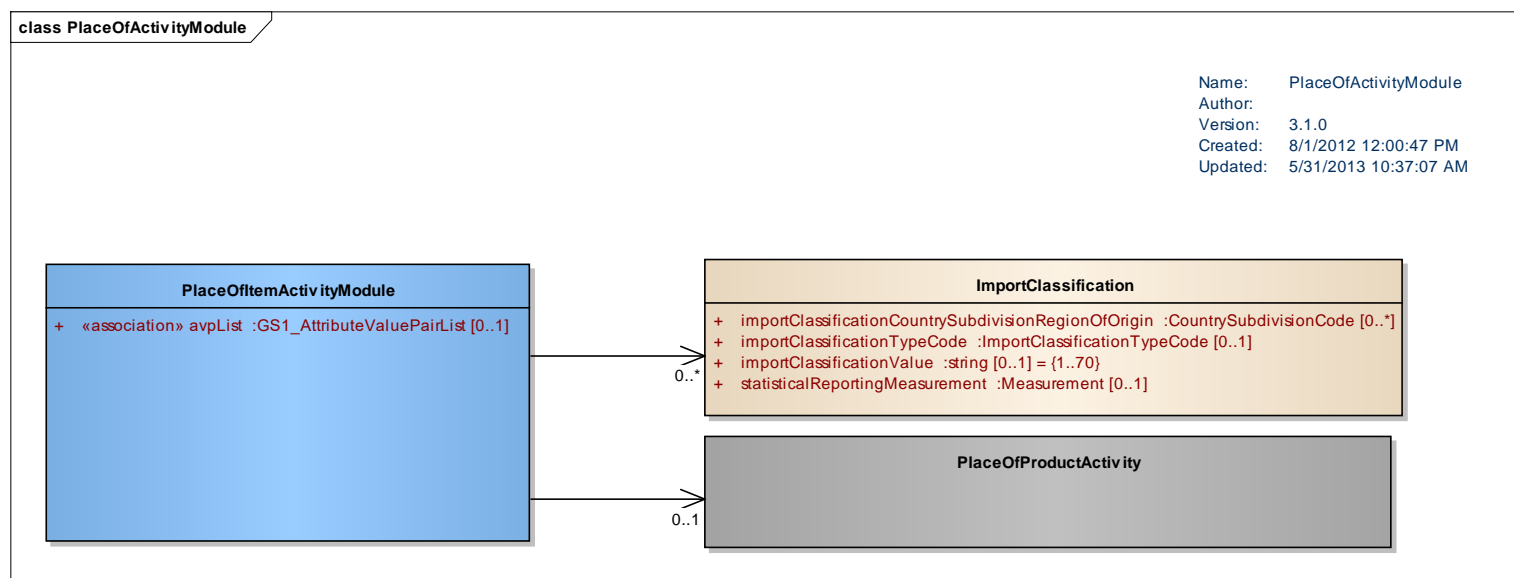 class PlaceOfActivityModule
Name: PlaceOfActivityModule
Author:
Version: 3.1.0
Created: 8/1/2012 12:00:47 PM
Updated: 5/31/2013 10:37:07 AM
PlaceOfItemActivityModule
+ «association» avpList :GS1_AttributeValuePairList [0..1]
ImportClassification
+ importClassificationCountrySubdivisionRegionOfOrigin :CountrySubdivisionCode [0..*]
+ importClassificationTypeCode :ImportClassificationTypeCode [0..1]
+ importClassificationValue :string [0..1] = {1..70}
+ statisticalReportingMeasurement :Measurement [0..1]
0..*
PlaceOfProductActivity
0..1